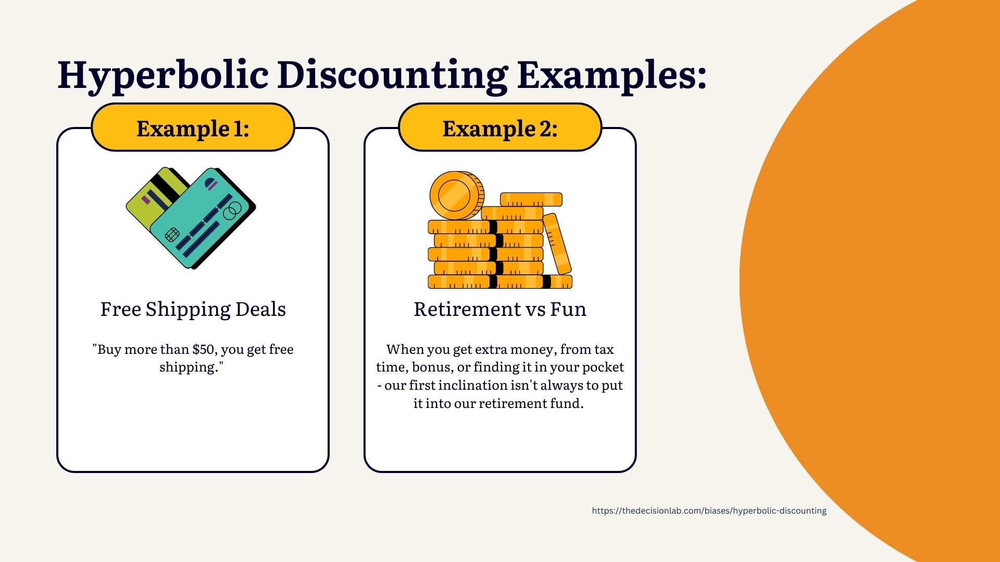 Hyperbolic Discounting Examples:
Example 1:
Free Shipping Deals
"Buy more than $50, you get free
shipping."
Example 2:
Retirement vs Fun
When you get extra money, from tax
time, bonus, or finding it in your pocket
- our first inclination isn't always to put
it into our retirement fund.
https://thedecisionlab.com/biases/hyperbolic-discounting